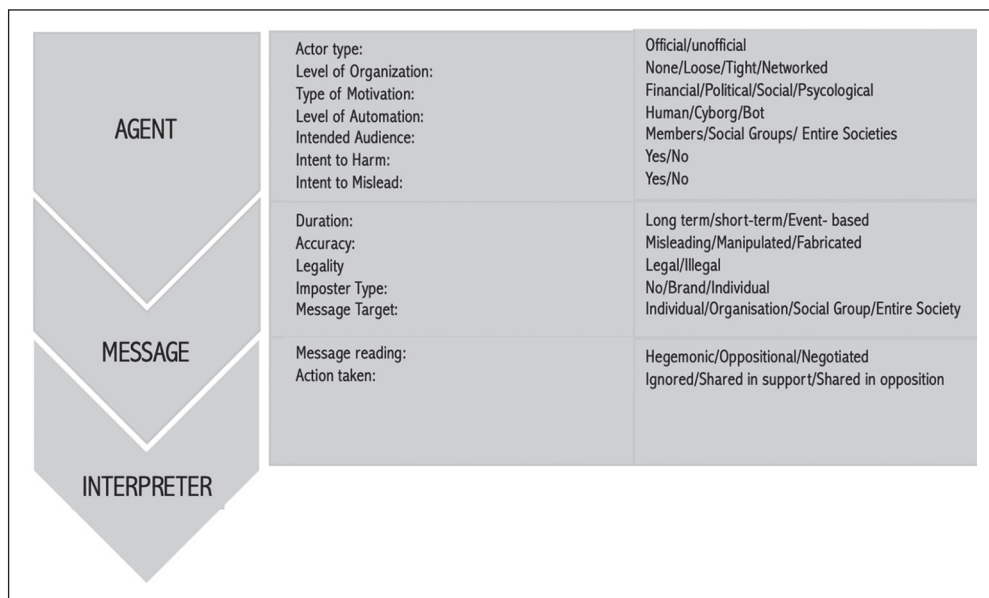 AGENT
Actor type: Official/unofficial
Level of Organization: None/Loose/Tight/Networked
Type of Motivation: Financial/Political/Social/Psycological
Level of Automation: Human/Cyborg/Bot
Intended Audience: Members/Social Groups/ Entire Societies
Intent to Harm: Yes/No
Intent to Mislead: Yes/No
MESSAGE
Duration: Long term/short-term/Event- based
Accuracy: Misleading/Manipulated/Fabricated
Legality Legal/Illegal
Imposter Type: No/Brand/Individual
Message Target: Individual/Organisation/Social Group/Entire Society
INTERPRETER
Message reading: Hegemonic/Oppositional/Negotiated
Action taken: Ignored/Shared in support/Shared in opposition